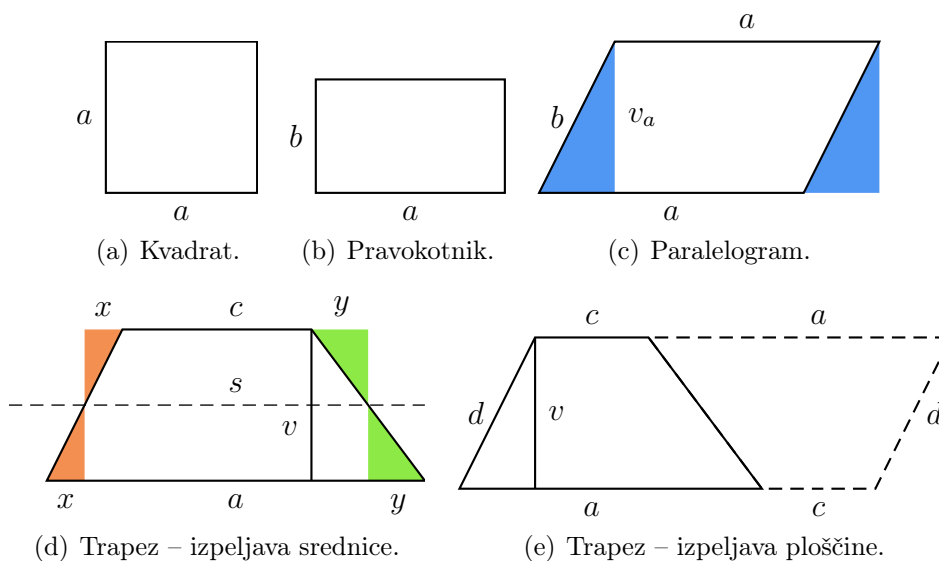 a
a
a
b
a
a
b
v_a
a
(a) Kvadrat.
(b) Pravokotnik.
(c) Paralelogram.
x
c
y
s
v
x
a
y
c
a
d
v
d
a
c
(d) Trapez – izpeljava srednice.
(e) Trapez – izpeljava ploščine.